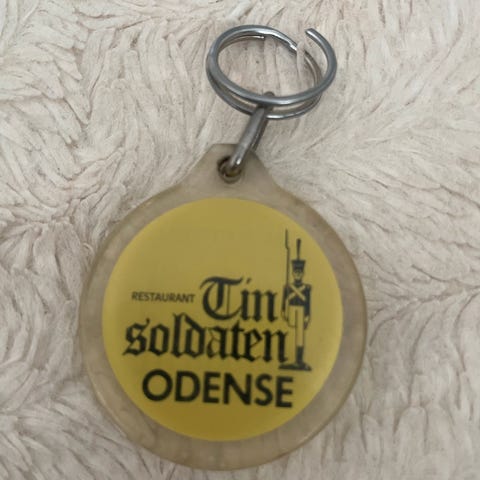 RESTAURANT Tin
soldaten
ODENSE